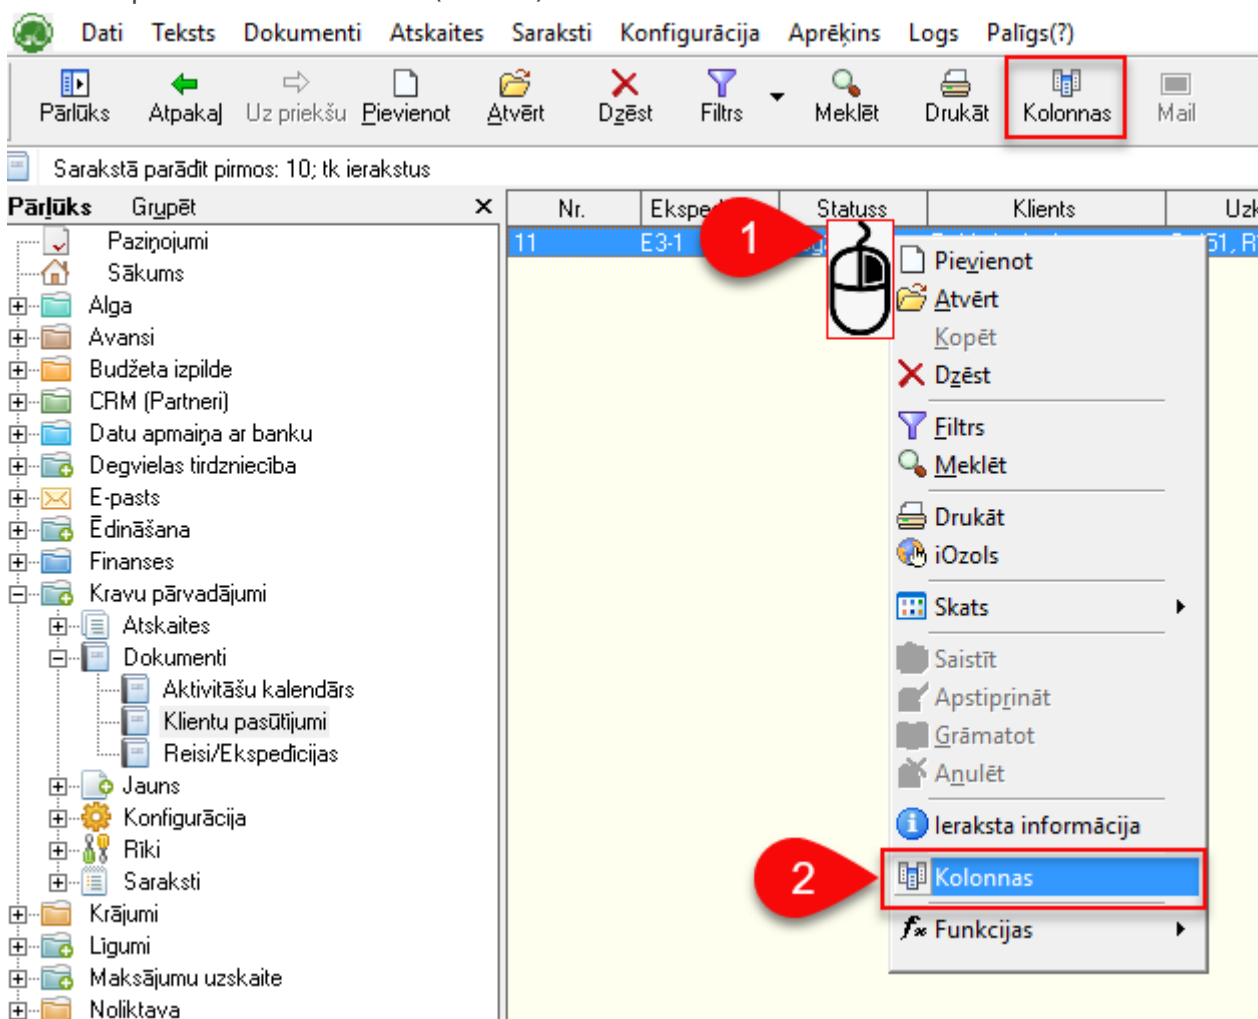 Dati Teksts Dokumenti Atskaites Saraksti Konfigurācija Aprēķins Logs Palīgs(?)
Pārlūks Atpakaļ Uz priekšu Pievienot Atvērt Dzēst Filtrs Meklēt Drukāt Kolonnas Mail
Sarakstā parādīt pirmos: 10; tk ierakstus
Pārlūks Grupēt
Nr. Statuss Klients
11 E3-1
Paziņojumi
Sākums
Alga
Avansi
Budžeta izpilde
CRM (Partneri)
Datu apmaiņa ar banku
Degvielas tirdzniecība
E-pasts
Ēdināšana
Finanses
Kravu pārvadājumi
Atskaites
Dokumenti
Aktivitāšu kalendārs
Klientu pasūtījumi
Reisi/Ekspedīcijas
Jauns
Konfigurācija
Rīki
Saraksti
Krājumi
Līgumi
Maksājumu uzskaite
Noliktava
1
Pievienot
Atvērt
Kopēt
Dzēst
Filtrs
Meklēt
Drukāt
iOzols
Skats
Saistīt
Apstiprināt
Grāmatot
Anulēt
Ieraksta informācija
2
Kolonnas
Funkcijas